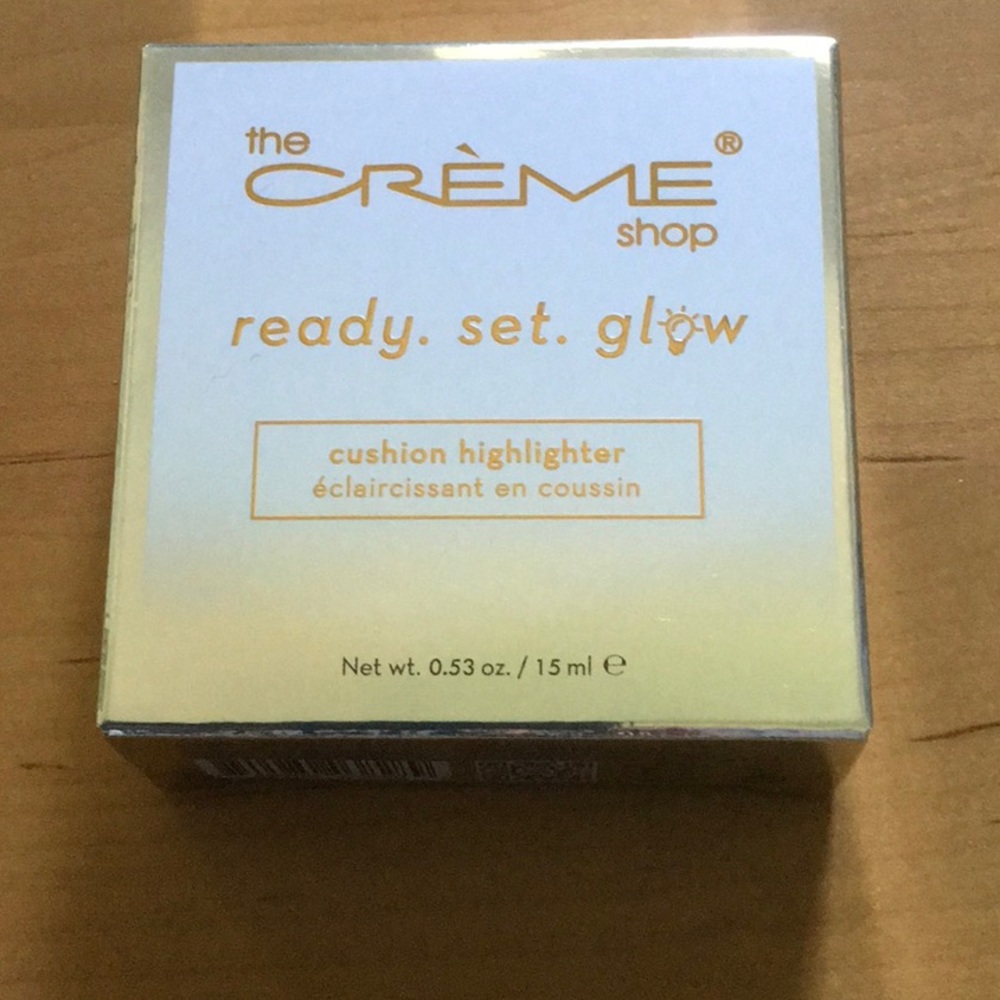 the
CRÈME®
shop
ready. set. glow
cushion highlighter
éclaircissant en coussin
Net wt. 0.53 oz. / 15 ml ℮